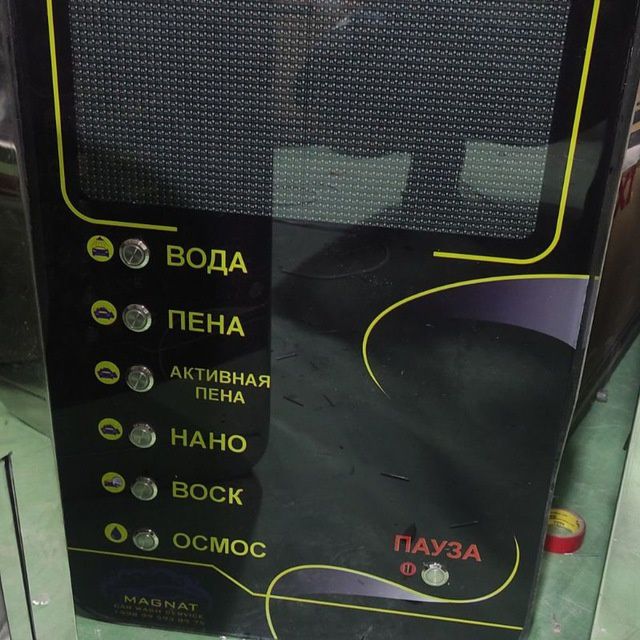 ВОДА
ПЕНА
АКТИВНАЯ
ПЕНА
НАНО
ВОСК
ОСМОС
ПАУЗА
MAGNAT